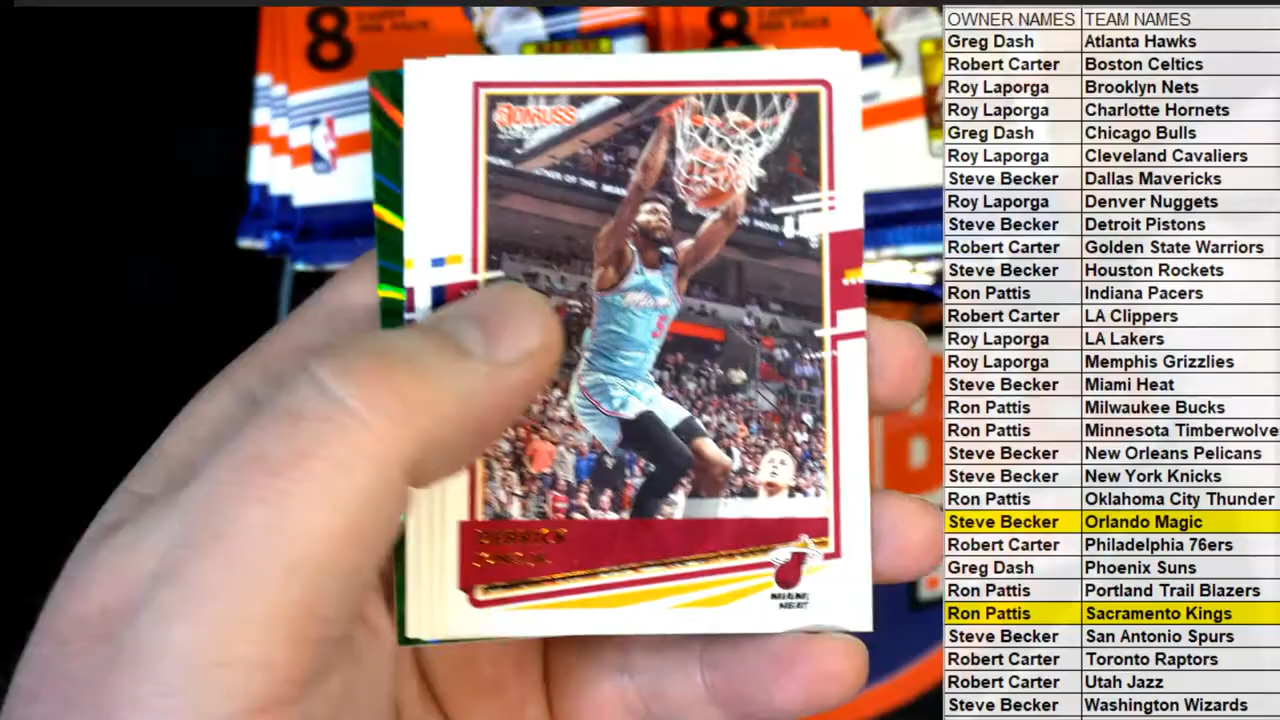 8
8
DONRUSS
DERRICK
JONES JR.
MIAMI
HEAT
OWNER NAMES TEAM NAMES
Greg Dash Atlanta Hawks
Robert Carter Boston Celtics
Roy Laporga Brooklyn Nets
Roy Laporga Charlotte Hornets
Greg Dash Chicago Bulls
Roy Laporga Cleveland Cavaliers
Steve Becker Dallas Mavericks
Roy Laporga Denver Nuggets
Steve Becker Detroit Pistons
Robert Carter Golden State Warriors
Steve Becker Houston Rockets
Ron Pattis Indiana Pacers
Robert Carter LA Clippers
Roy Laporga LA Lakers
Roy Laporga Memphis Grizzlies
Steve Becker Miami Heat
Ron Pattis Milwaukee Bucks
Ron Pattis Minnesota Timberwolve
Steve Becker New Orleans Pelicans
Steve Becker New York Knicks
Ron Pattis Oklahoma City Thunder
Steve Becker Orlando Magic
Robert Carter Philadelphia 76ers
Greg Dash Phoenix Suns
Ron Pattis Portland Trail Blazers
Ron Pattis Sacramento Kings
Steve Becker San Antonio Spurs
Robert Carter Toronto Raptors
Robert Carter Utah Jazz
Steve Becker Washington Wizards